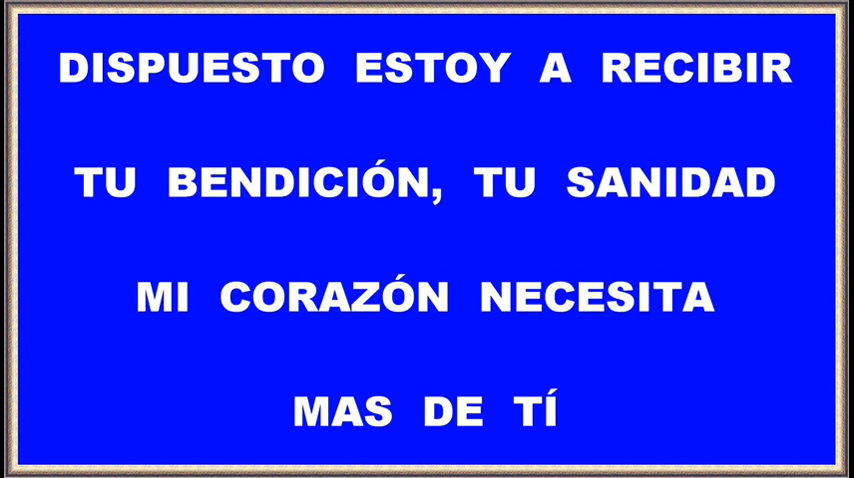 DISPUESTO ESTOY A RECIBIR
TU BENDICIÓN, TU SANIDAD
MI CORAZÓN NECESITA
MAS DE TÍ